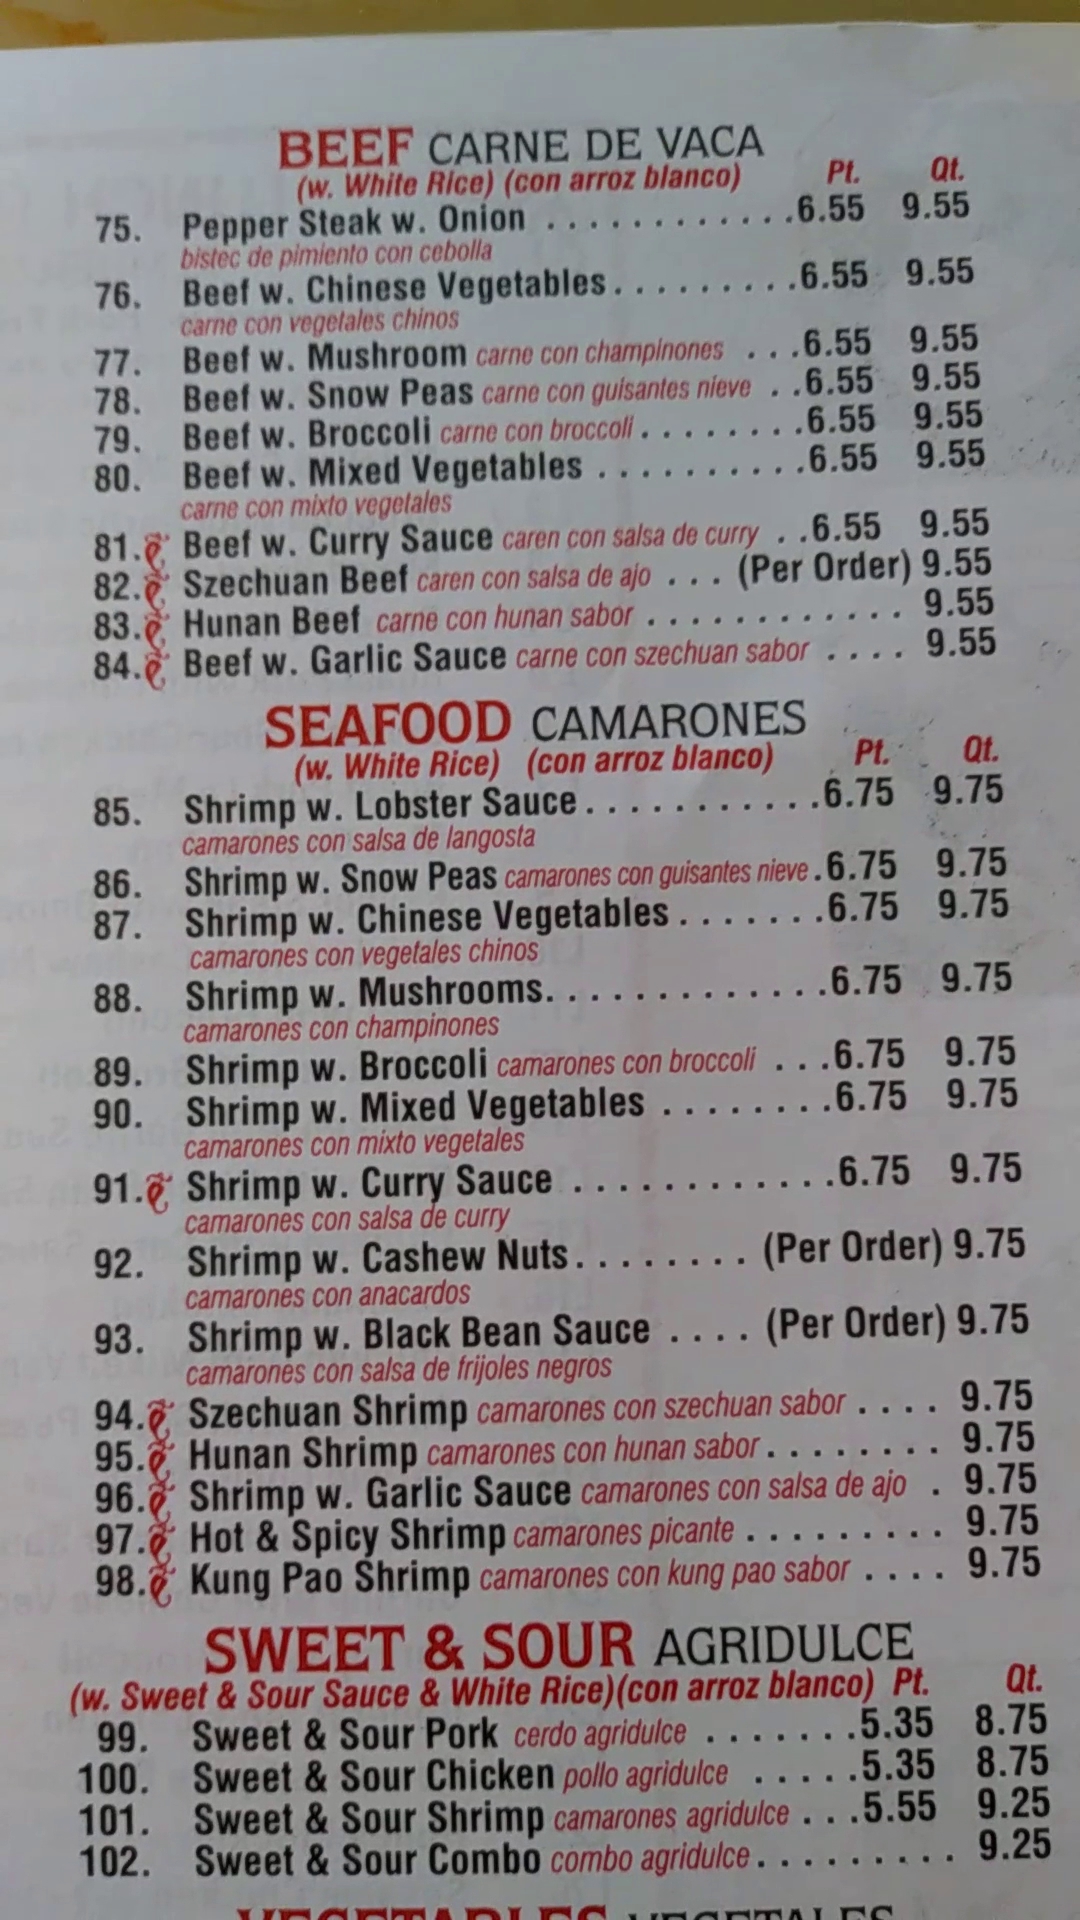 BEEF CARNE DE VACA
(w. White Rice) (con arroz blanco) Pt. Qt.
75. Pepper Steak w. Onion . . . . . . . . . . . 6.55 9.55
bistec de pimiento con cebolla
76. Beef w. Chinese Vegetables . . . . . . . . . 6.55 9.55
carne con vegetales chinos
77. Beef w. Mushroom carne con champinones . . . 6.55 9.55
78. Beef w. Snow Peas carne con guisantes nieve . . 6.55 9.55
79. Beef w. Broccoli carne con broccoli . . . . . . . . 6.55 9.55
80. Beef w. Mixed Vegetables . . . . . . . . . . 6.55 9.55
carne con mixto vegetales
81. Beef w. Curry Sauce caren con salsa de curry . . 6.55 9.55
82. Szechuan Beef caren con salsa de ajo . . . (Per Order) 9.55
83. Hunan Beef carne con hunan sabor . . . . . . . . . . . . 9.55
84. Beef w. Garlic Sauce carne con szechuan sabor . . . . 9.55
SEAFOOD CAMARONES
(w. White Rice) (con arroz blanco) Pt. Qt.
85. Shrimp w. Lobster Sauce . . . . . . . . . . . 6.75 9.75
camarones con salsa de langosta
86. Shrimp w. Snow Peas camarones con guisantes nieve . 6.75 9.75
87. Shrimp w. Chinese Vegetables . . . . . . . 6.75 9.75
camarones con vegetales chinos
88. Shrimp w. Mushrooms. . . . . . . . . . . . . 6.75 9.75
camarones con champinones
89. Shrimp w. Broccoli camarones con broccoli . . . 6.75 9.75
90. Shrimp w. Mixed Vegetables . . . . . . . . 6.75 9.75
camarones con mixto vegetales
91. Shrimp w. Curry Sauce . . . . . . . . . . . . . 6.75 9.75
camarones con salsa de curry
92. Shrimp w. Cashew Nuts . . . . . . . . (Per Order) 9.75
camarones con anacardos
93. Shrimp w. Black Bean Sauce . . . . (Per Order) 9.75
camarones con salsa de frijoles negros
94. Szechuan Shrimp camarones con szechuan sabor . . . . 9.75
95. Hunan Shrimp camarones con hunan sabor . . . . . . . . 9.75
96. Shrimp w. Garlic Sauce camarones con salsa de ajo . 9.75
97. Hot & Spicy Shrimp camarones picante . . . . . . . . . 9.75
98. Kung Pao Shrimp camarones con kung pao sabor . . . . 9.75
SWEET & SOUR AGRIDULCE
(w. Sweet & Sour Sauce & White Rice)(con arroz blanco) Pt. Qt.
99. Sweet & Sour Pork cerdo agridulce . . . . . . . 5.35 8.75
100. Sweet & Sour Chicken pollo agridulce . . . . . 5.35 8.75
101. Sweet & Sour Shrimp camarones agridulce . . . 5.55 9.25
102. Sweet & Sour Combo combo agridulce . . . . . . . . . 9.25
VEGETABLES VEGETALES